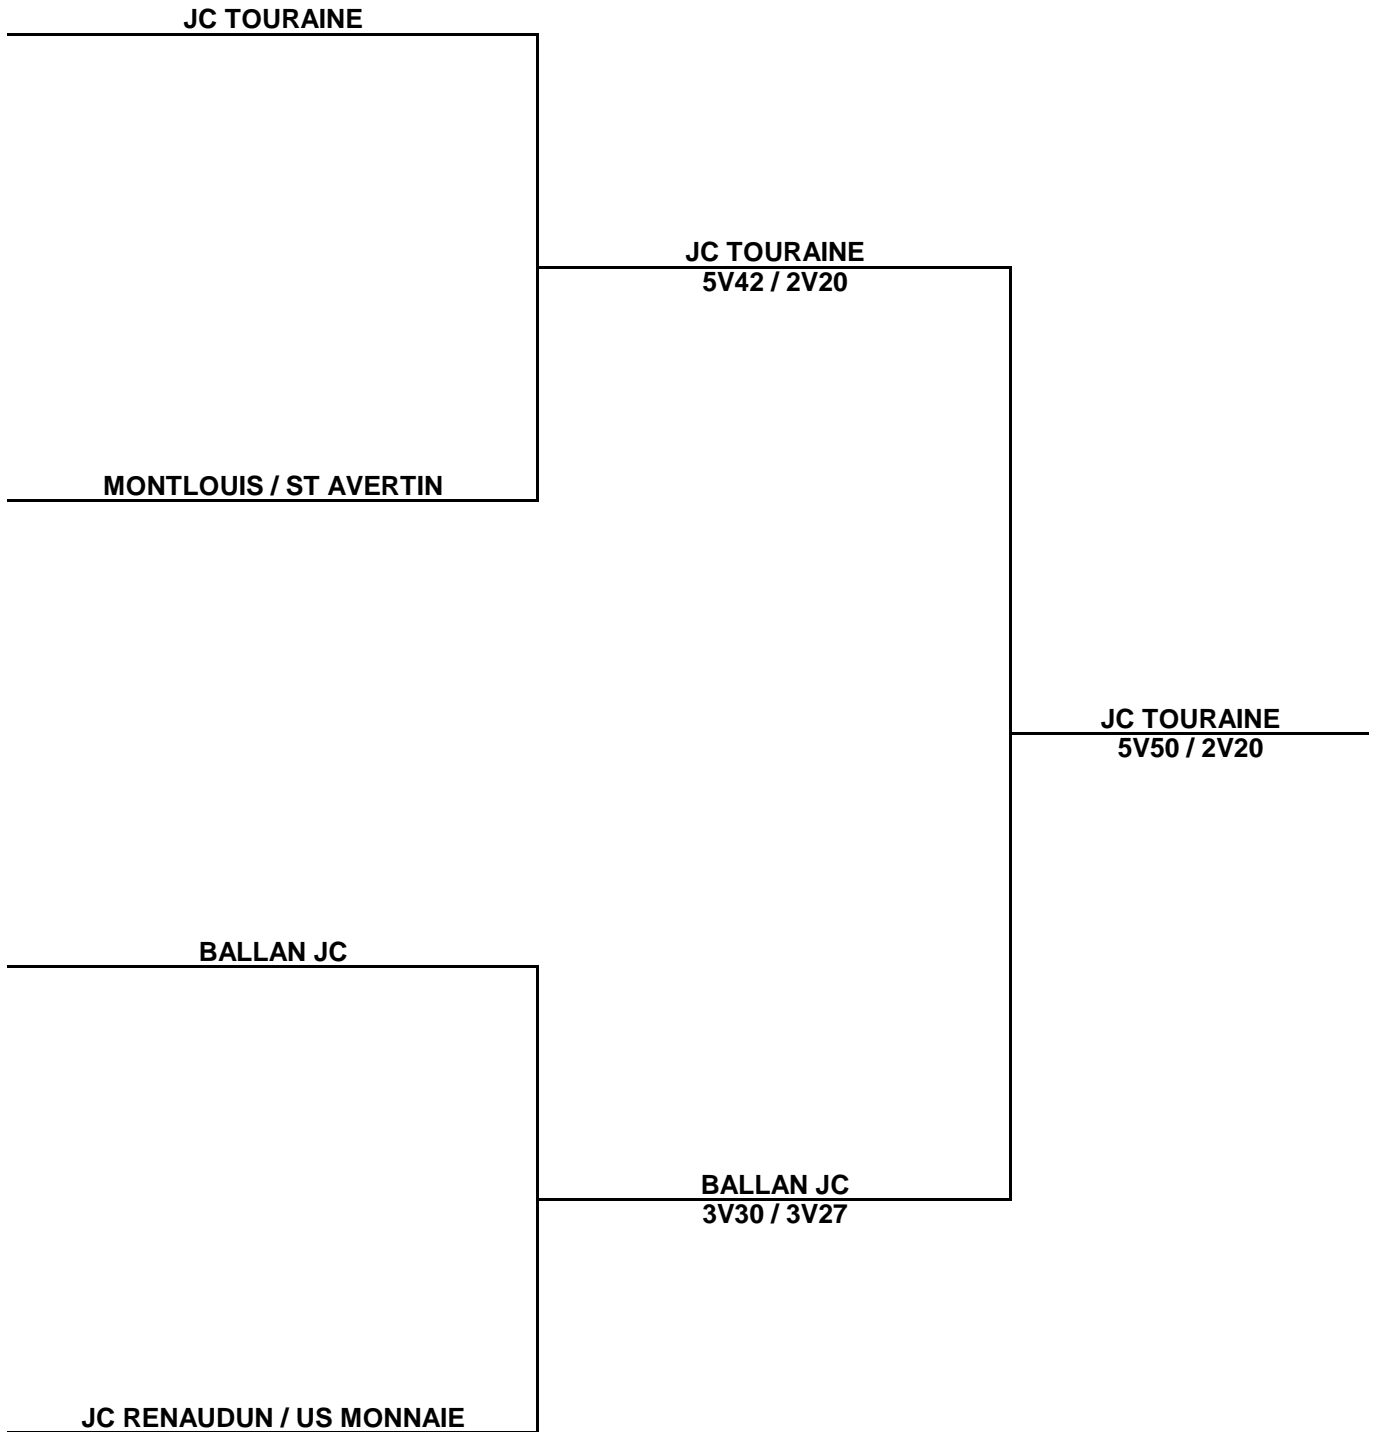 JC TOURAINE
JC TOURAINE
5V42 / 2V20
MONTLOUIS / ST AVERTIN
JC TOURAINE
5V50 / 2V20
BALLAN JC
BALLAN JC
3V30 / 3V27
JC RENAUDUN / US MONNAIE